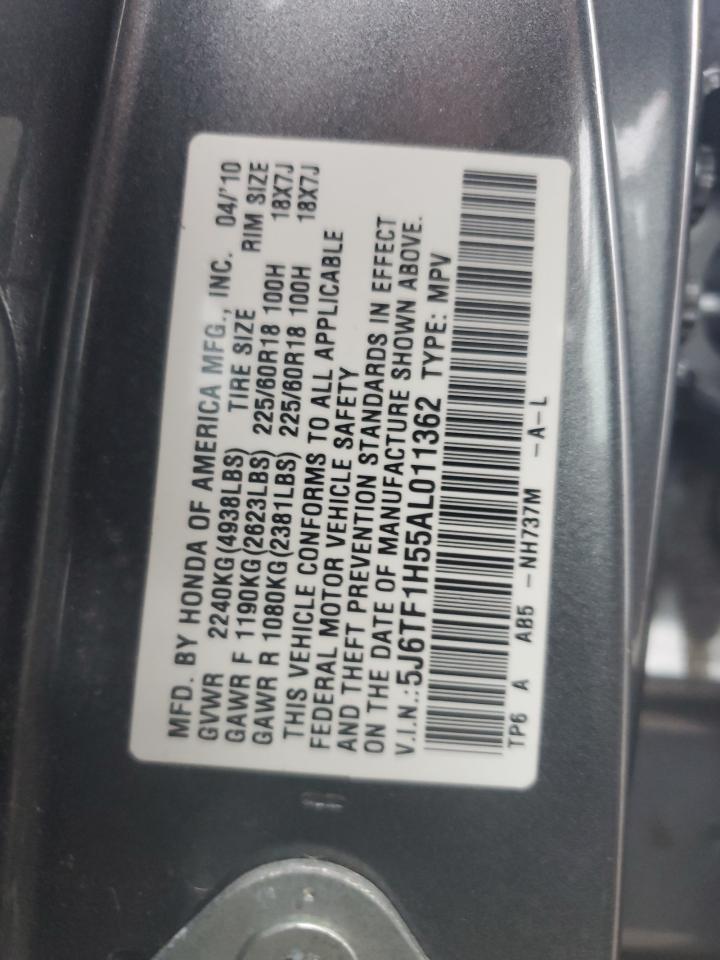 MFD. BY HONDA OF AMERICA MFG., INC. 04/'10
GVWR 2240KG(4938LBS) TIRE SIZE RIM SIZE
GAWR F 1190KG(2623LBS) 225/60R18 100H 18X7J
GAWR R 1080KG(2381LBS) 225/60R18 100H 18X7J
THIS VEHICLE CONFORMS TO ALL APPLICABLE
FEDERAL MOTOR VEHICLE SAFETY
AND THEFT PREVENTION STANDARDS IN EFFECT
ON THE DATE OF MANUFACTURE SHOWN ABOVE.
V.I.N.:5J6TF1H55AL011362 TYPE: MPV
TP6 A AB5 -NH737M -A-L